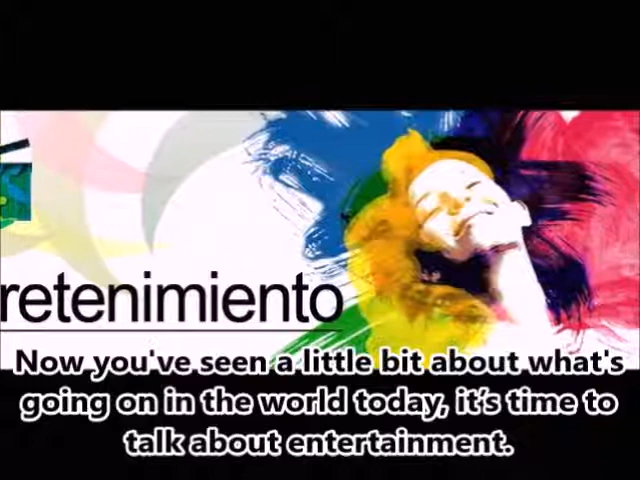 retenimiento
Now you've seen a little bit about what's
going on in the world today, it's time to
talk about entertainment.